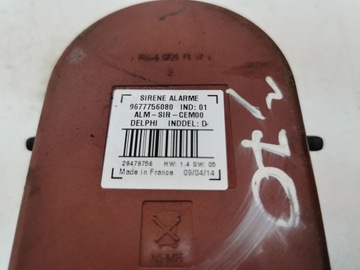 2
SIRENE ALARME
9677756080 IND: 01
ALM-SIR-CEM00
DELPHI INDDEL: D-
29479756 HW: 1.4 SW: 05
Made in France 09/04/14